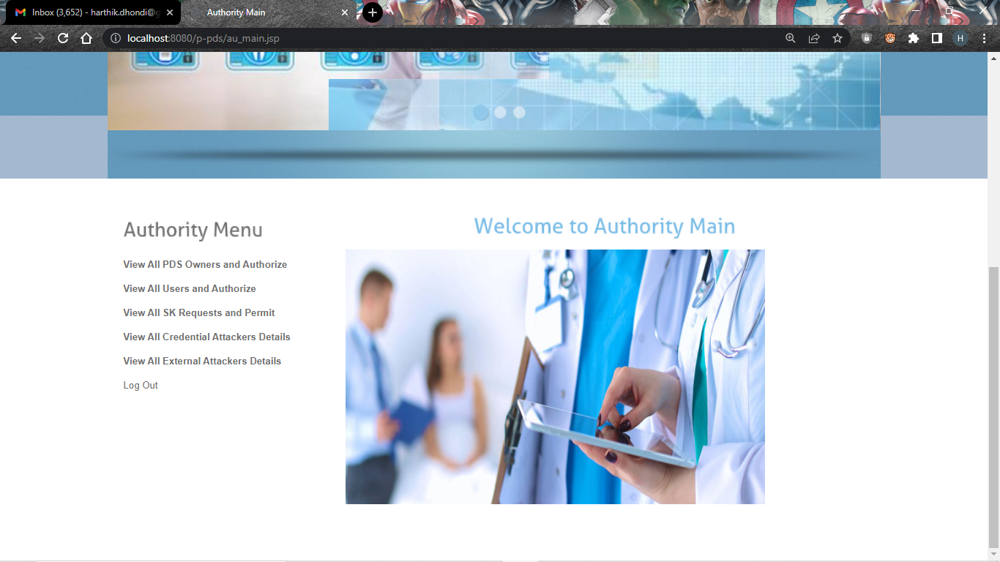 Inbox (3,652) - harthik.dhondi@g
Authority Main
localhost:8080/p-pds/au_main.jsp
H
Authority Menu
View All PDS Owners and Authorize
View All Users and Authorize
View All SK Requests and Permit
View All Credential Attackers Details
View All External Attackers Details
Log Out
Welcome to Authority Main